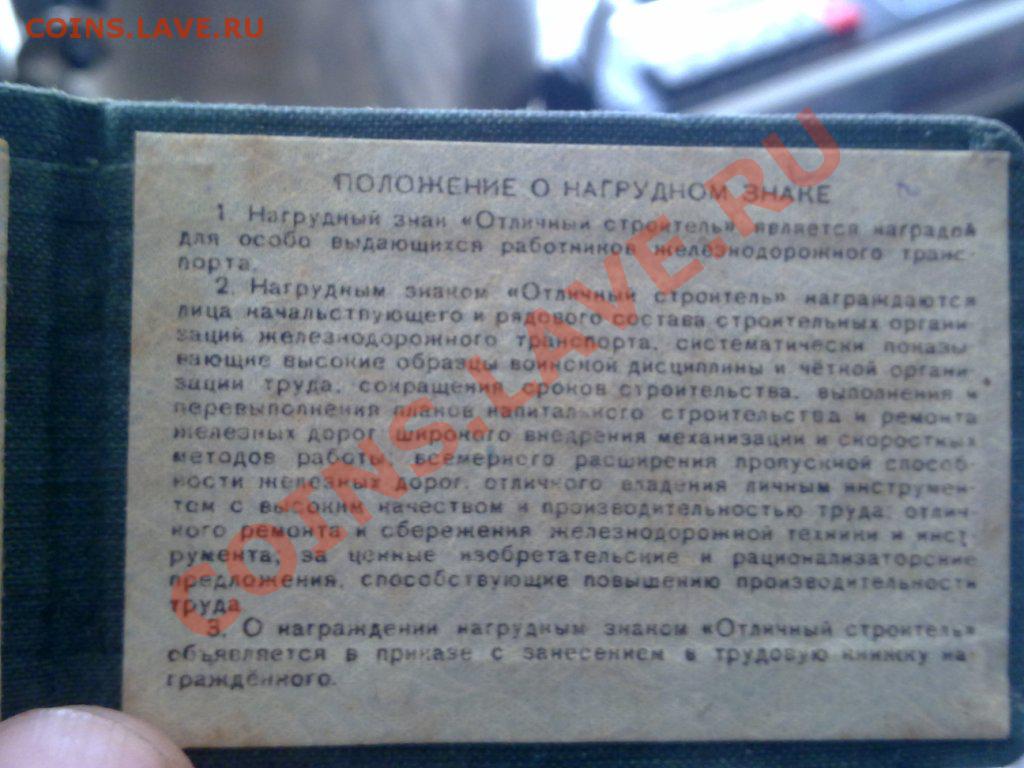 COINS.LAVE.RU
ПОЛОЖЕНИЕ О НАГРУДНОМ ЗНАКЕ
1. Нагрудный знак «Отличный строитель» является наградой
для особо выдающихся работников железнодорожного транс-
порта.
2. Нагрудным знаком «Отличный строитель» награждаются
лица начальствующего и рядового состава строительных органи-
заций железнодорожного транспорта, систематически показы-
вающие высокие образцы воинской дисциплины и чёткой органи-
зации труда, сокращения сроков строительства, выполнения и
перевыполнения планов капитального строительства и ремонта
железных дорог, широкого внедрения механизации и скоростных
методов работы, всемерного расширения пропускной способ-
ности железных дорог, отличного владения личным инструмен-
том с высоким качеством и производительностью труда, отлич-
ного ремонта и сбережения железнодорожной техники и инст-
румента, за ценные изобретательские и рационализаторские
предложения, способствующие повышению производительности
труда
3. О награждении нагрудным знаком «Отличный строитель»
объявляется в приказе с занесением в трудовую книжку на-
граждённого.
COINS.LAVE.RU